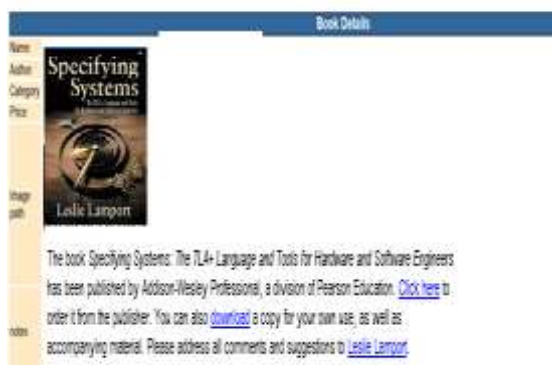 Book Details
Name
Author
Category
Price
Specifying
Systems
Leslie Lamport
Image
path
The book Specifying Systems: The TLA+ Language and Tools for Hardware and Software Engineers
has been published by Addison-Wesley Professional, a division of Pearson Education. Click here to
order it from the publisher. You can also download a copy for your own use, as well as
accompanying material. Please address all comments and suggestions to Leslie Lamport.
notes